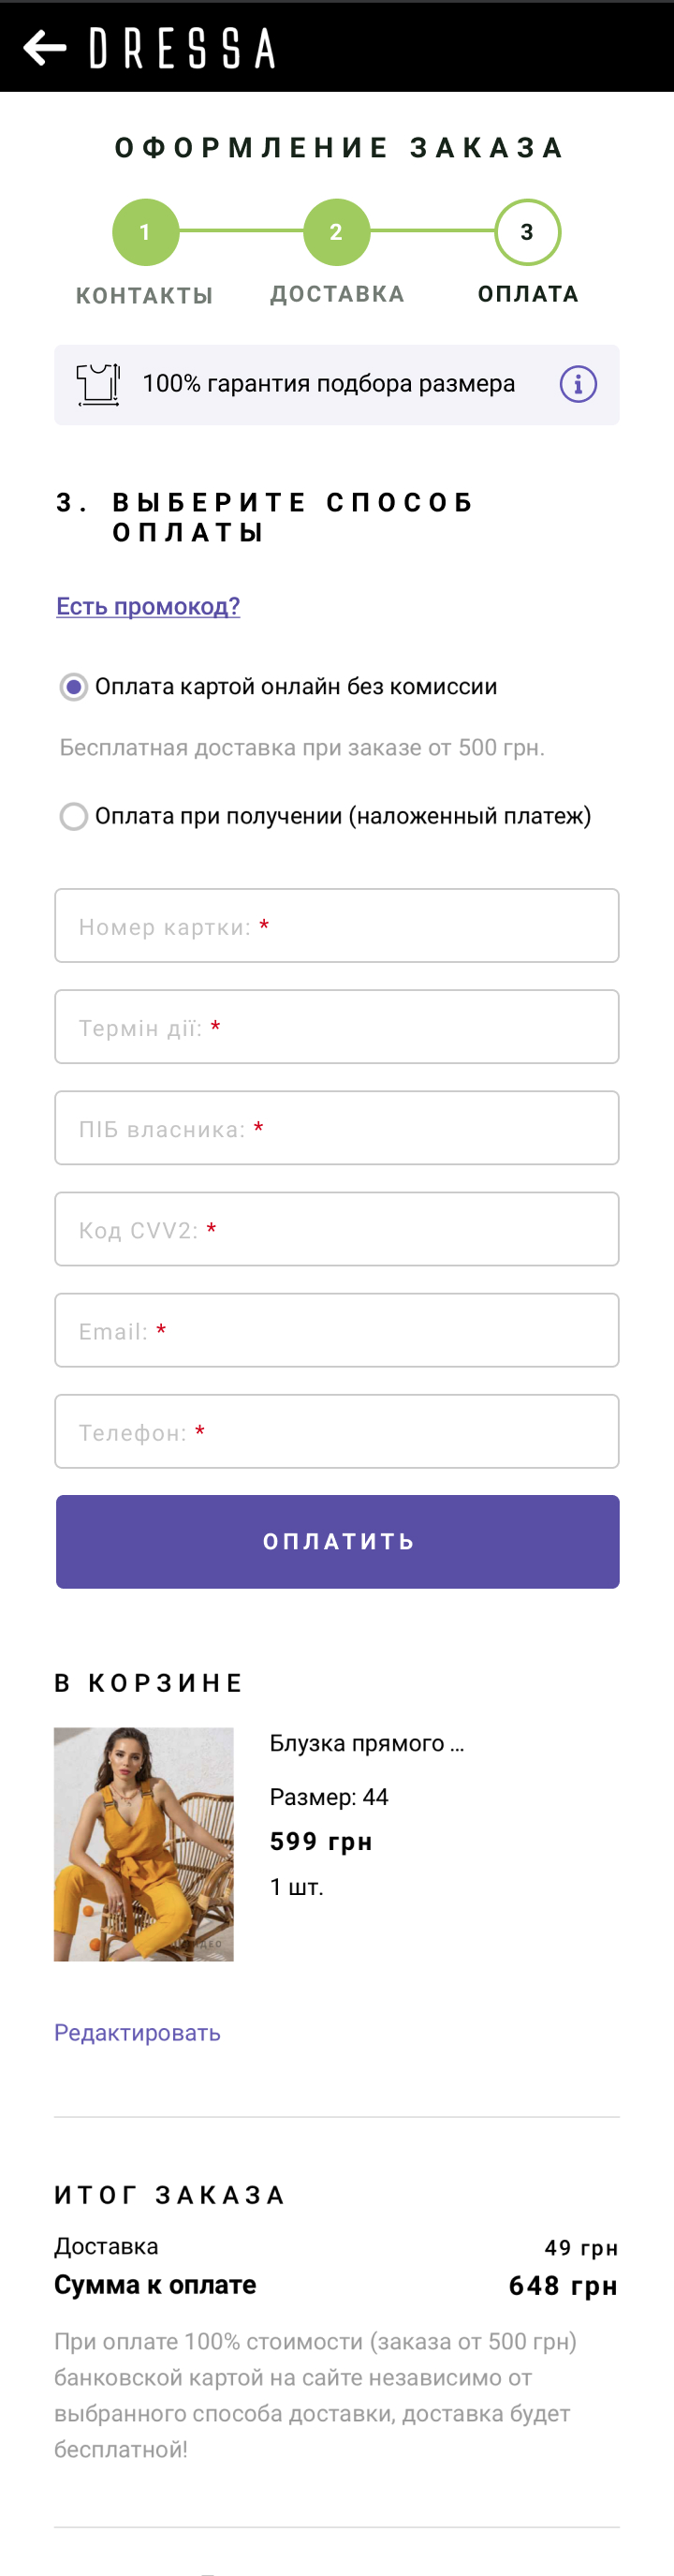 DRESSA
ОФОРМЛЕНИЕ ЗАКАЗА
1
2
3
КОНТАКТЫ
ДОСТАВКА
ОПЛАТА
100% гарантия подбора размера
3. ВЫБЕРИТЕ СПОСОБ
ОПЛАТЫ
Есть промокод?
Оплата картой онлайн без комиссии
Бесплатная доставка при заказе от 500 грн.
Оплата при получении (наложенный платеж)
Номер картки: *
Термін дії: *
ПІБ власника: *
Код CVV2: *
Email: *
Телефон: *
ОПЛАТИТЬ
В КОРЗИНЕ
Блузка прямого ...
Размер: 44
599 грн
1 шт.
Редактировать
ИТОГ ЗАКАЗА
Доставка 49 грн
Сумма к оплате 648 грн
При оплате 100% стоимости (заказа от 500 грн)
банковской картой на сайте независимо от
выбранного способа доставки, доставка будет
бесплатной!